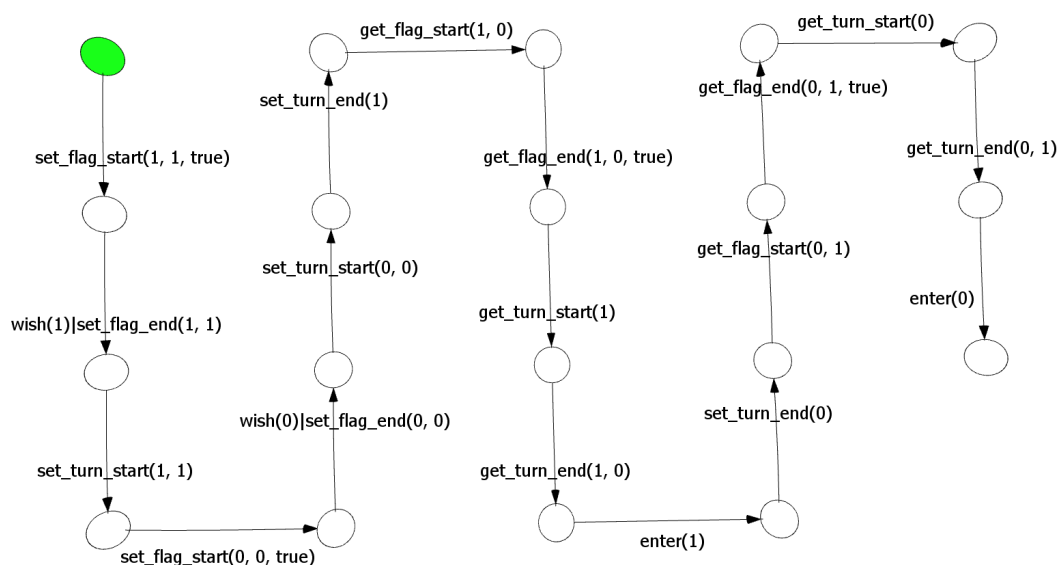 set_flag_start(1, 1, true)
wish(1)|set_flag_end(1, 1)
set_turn_start(1, 1)
set_flag_start(0, 0, true)
wish(0)|set_flag_end(0, 0)
set_turn_start(0, 0)
set_turn_end(1)
get_flag_start(1, 0)
get_flag_end(1, 0, true)
get_turn_start(1)
get_turn_end(1, 0)
enter(1)
set_turn_end(0)
get_flag_start(0, 1)
get_flag_end(0, 1, true)
get_turn_start(0)
get_turn_end(0, 1)
enter(0)